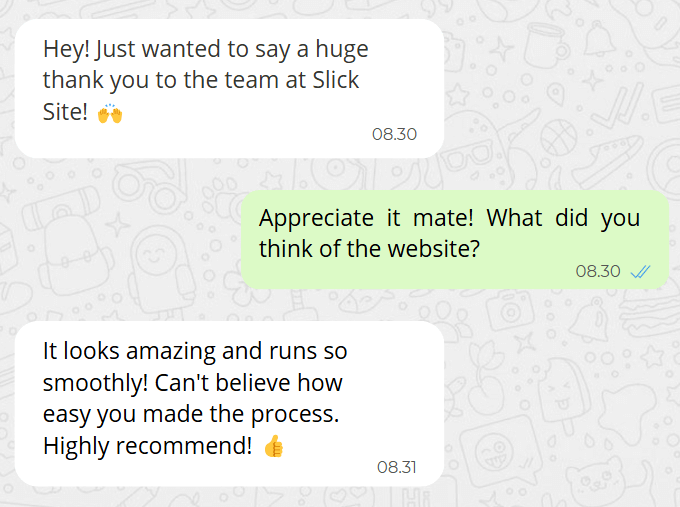 Hey! Just wanted to say a huge
thank you to the team at Slick
Site! 🙌
08.30
Appreciate it mate! What did you
think of the website?
08.30
It looks amazing and runs so
smoothly! Can't believe how
easy you made the process.
Highly recommend! 👍
08.31